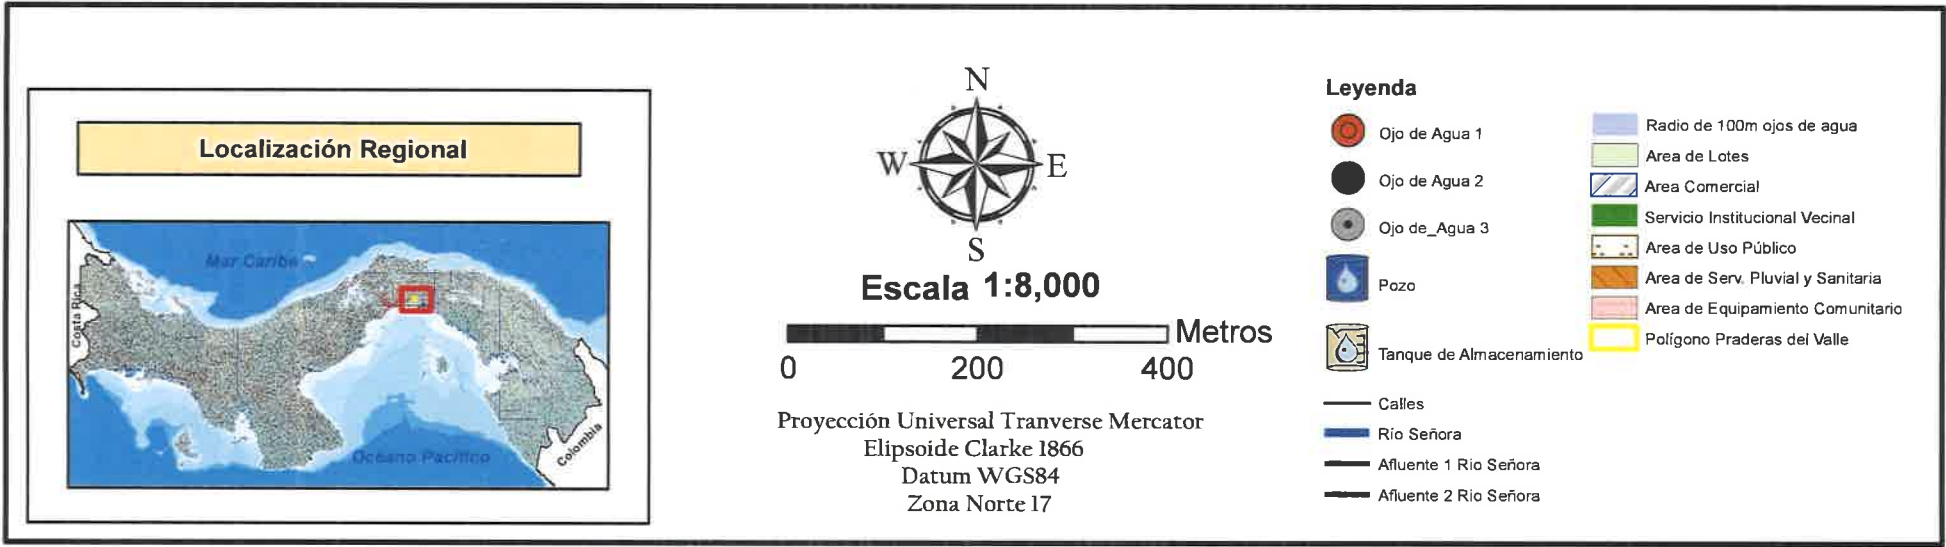 Localización Regional
Mar Caribe
Costa Rica
Colombia
Océano Pacífico
N
W
E
S
Escala 1:8,000
Metros
0
200
400
Proyección Universal Tranverse Mercator
Elipsoide Clarke 1866
Datum WGS84
Zona Norte 17
Leyenda
Ojo de Agua 1
Ojo de Agua 2
Ojo de_Agua 3
Pozo
Tanque de Almacenamiento
Calles
Río Señora
Afluente 1 Rio Señora
Afluente 2 Rio Señora
Radio de 100m ojos de agua
Area de Lotes
Area Comercial
Servicio Institucional Vecinal
Area de Uso Público
Area de Serv. Pluvial y Sanitaria
Area de Equipamiento Comunitario
Polígono Praderas del Valle